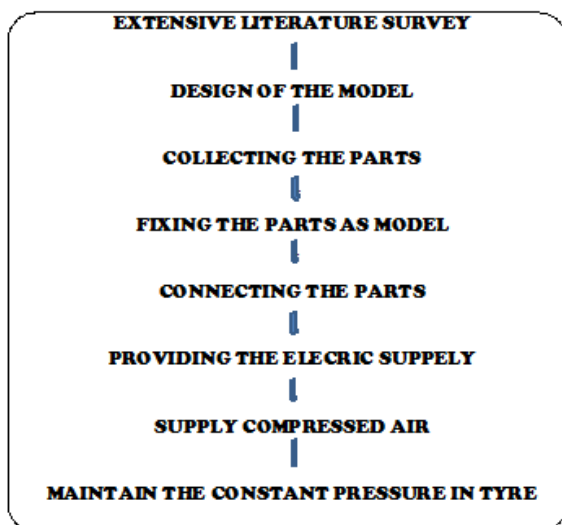 EXTENSIVE LITERATURE SURVEY
DESIGN OF THE MODEL
COLLECTING THE PARTS
FIXING THE PARTS AS MODEL
CONNECTING THE PARTS
PROVIDING THE ELECRIC SUPPELY
SUPPLY COMPRESSED AIR
MAINTAIN THE CONSTANT PRESSURE IN TYRE